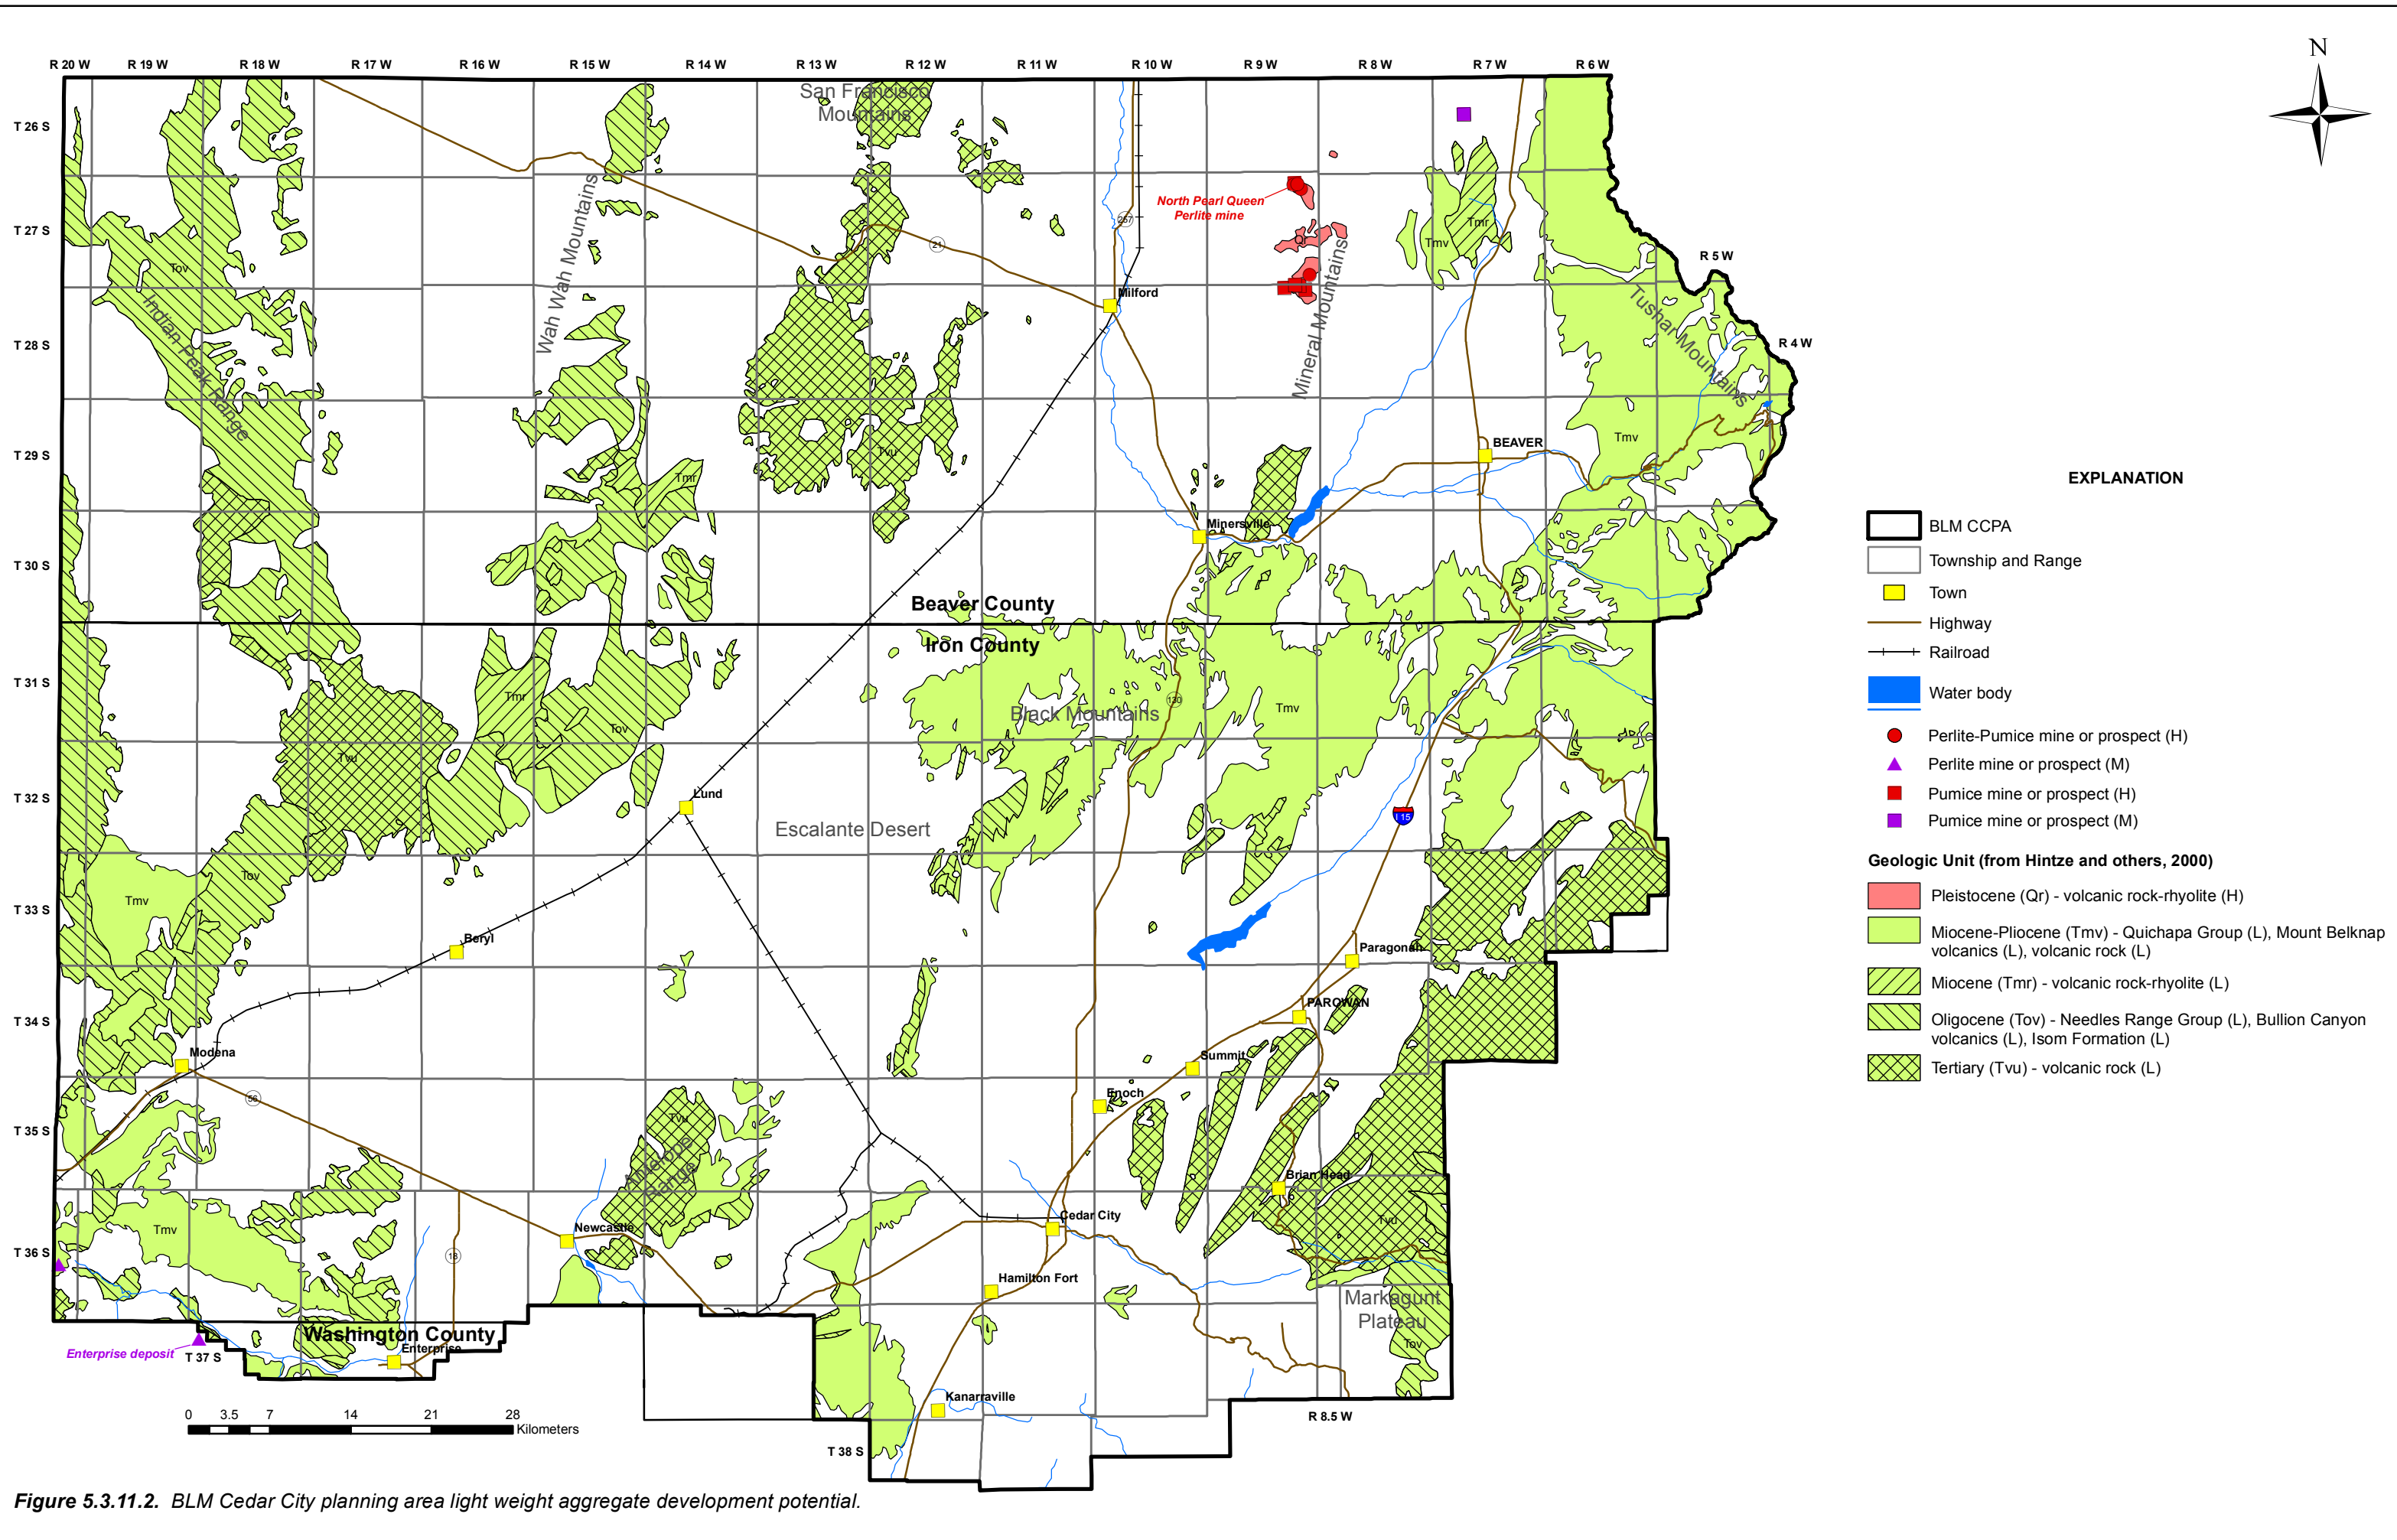 N
R 20 W R 19 W R 18 W R 17 W R 16 W R 15 W R 14 W R 13 W R 12 W R 11 W R 10 W R 9 W R 8 W R 7 W R 6 W
San Francisco
Mountains
T 26 S
North Pearl Queen
Perlite mine
T 27 S
257
Tmr
Qr
Tmv
21
Tov
R 5 W
Wah Wah Mountains
Milford
Mineral Mountains
Indian Peak Range
Tushar Mountains
T 28 S
R 4 W
Tmv
BEAVER
T 29 S
Tvu
Tmr
EXPLANATION
Minersville
BLM CCPA
Township and Range
T 30 S
Town
Beaver County
Highway
Iron County
Railroad
T 31 S
Water body
Tmr
130
Tmv
Black Mountains
Tov
Perlite-Pumice mine or prospect (H)
Tvu
Perlite mine or prospect (M)
T 32 S
Lund
Pumice mine or prospect (H)
I 15
Pumice mine or prospect (M)
Escalante Desert
Geologic Unit (from Hintze and others, 2000)
Tov
Tmv
Pleistocene (Qr) - volcanic rock-rhyolite (H)
T 33 S
Miocene-Pliocene (Tmv) - Quichapa Group (L), Mount Belknap
volcanics (L), volcanic rock (L)
Beryl
Paragonah
Miocene (Tmr) - volcanic rock-rhyolite (L)
PAROWAN
T 34 S
Oligocene (Tov) - Needles Range Group (L), Bullion Canyon
volcanics (L), Isom Formation (L)
Modena
Summit
Tertiary (Tvu) - volcanic rock (L)
Enoch
56
Tvu
T 35 S
Antelope
Range
Brian Head
Cedar City
Tvu
Newcastle
Tmv
T 36 S
18
Hamilton Fort
Markagunt
Plateau
Washington County
Tov
Enterprise
Enterprise deposit
T 37 S
Kanarraville
R 8.5 W
0 3.5 7 14 21 28
Kilometers
T 38 S
Figure 5.3.11.2. BLM Cedar City planning area light weight aggregate development potential.